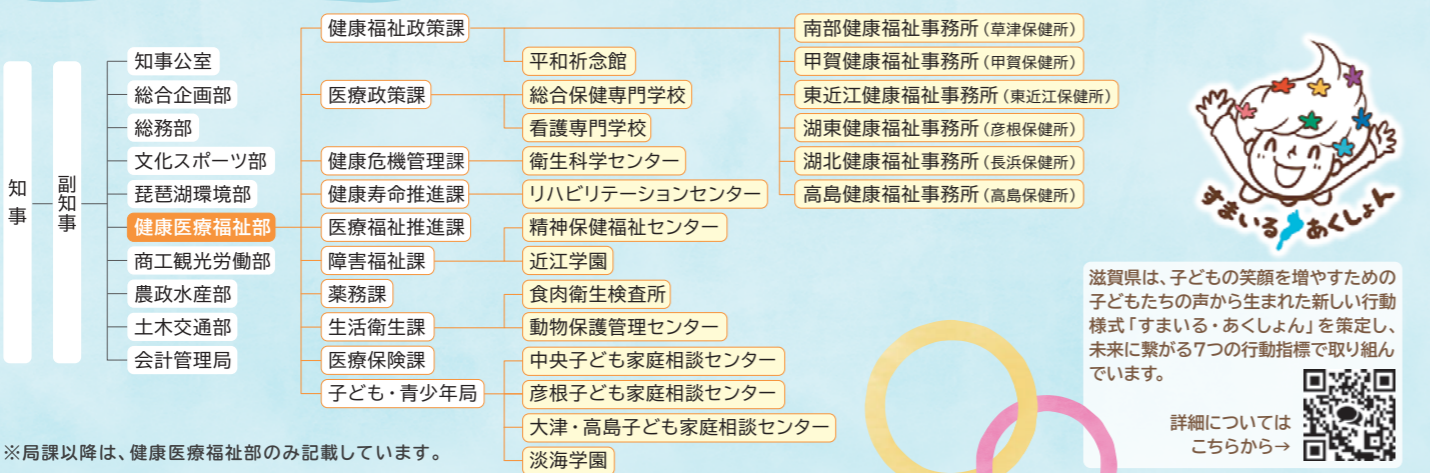 知事
副知事
知事公室
総合企画部
総務部
文化スポーツ部
琵琶湖環境部
健康医療福祉部
商工観光労働部
農政水産部
土木交通部
会計管理局
健康福祉政策課
医療政策課
健康危機管理課
健康寿命推進課
医療福祉推進課
障害福祉課
薬務課
生活衛生課
医療保険課
子ども・青少年局
平和祈念館
総合保健専門学校
看護専門学校
衛生科学センター
リハビリテーションセンター
精神保健福祉センター
近江学園
食肉衛生検査所
動物保護管理センター
中央子ども家庭相談センター
彦根子ども家庭相談センター
大津・高島子ども家庭相談センター
淡海学園
南部健康福祉事務所(草津保健所)
甲賀健康福祉事務所(甲賀保健所)
東近江健康福祉事務所(東近江保健所)
湖東健康福祉事務所(彦根保健所)
湖北健康福祉事務所(長浜保健所)
高島健康福祉事務所(高島保健所)
※局課以降は、健康医療福祉部のみ記載しています。
すまいるあくしょん
滋賀県は、子どもの笑顔を増やすための
子どもたちの声から生まれた新しい行動
様式「すまいる・あくしょん」を策定し、
未来に繋がる7つの行動指標で取り組ん
でいます。
詳細については
こちらから→